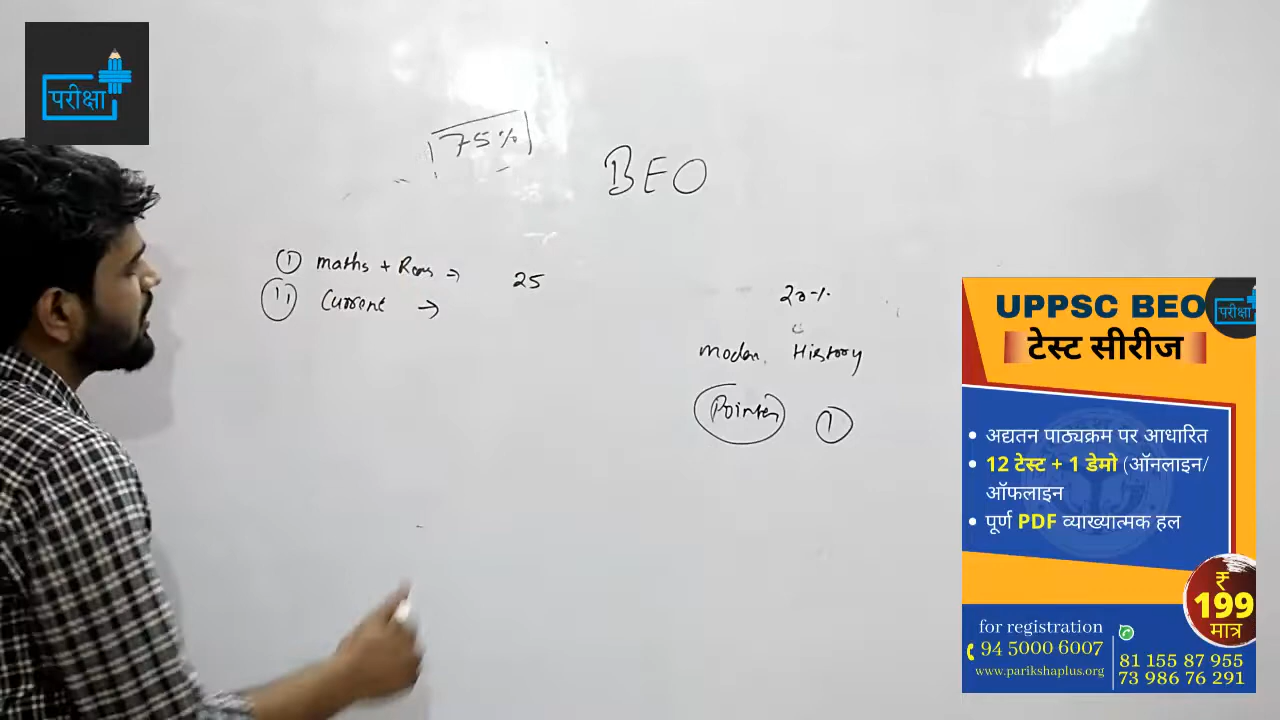 परीक्षा
75%
BEO
① maths + Reas → 25
⑪ Current →
20%
modern History
Pointer ①
UPPSC BEO
परीक्षा
टेस्ट सीरीज
• अद्यतन पाठ्यक्रम पर आधारित
• 12 टेस्ट + 1 डेमो (ऑनलाइन/
ऑफलाइन
• पूर्ण PDF व्याख्यात्मक हल
₹
199
मात्र
for registration
94 5000 6007
www.parikshaplus.org
81 155 87 955
73 986 76 291